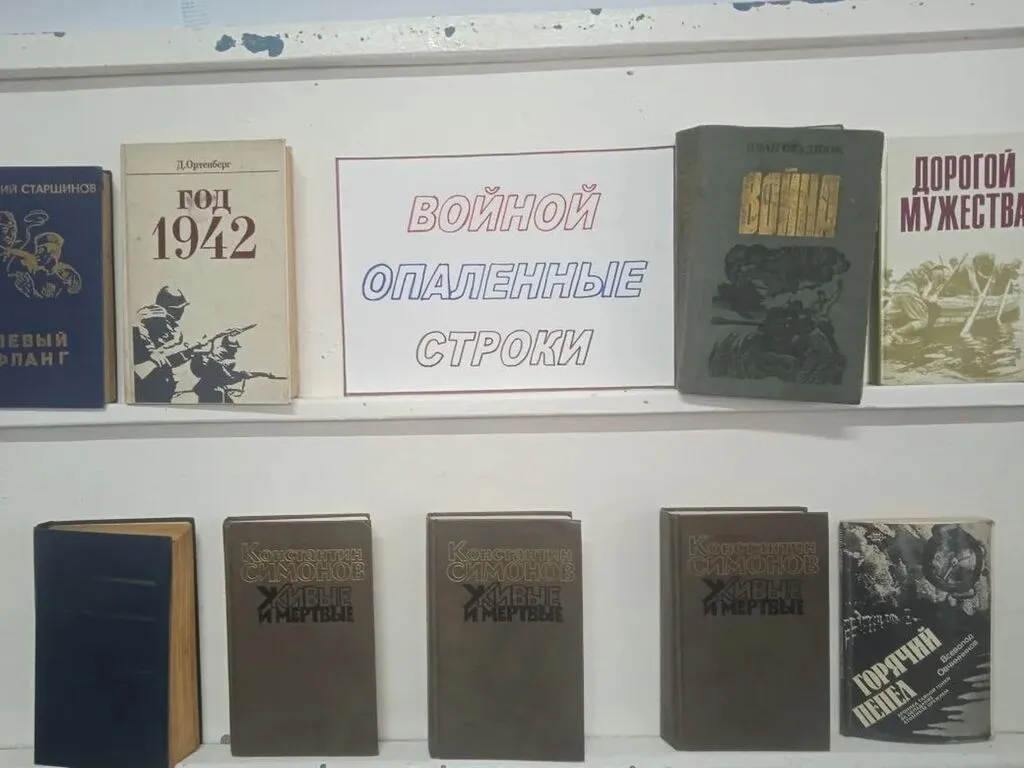 ИЙ СТАРШИНОВ
ЛЕВЫЙ
ФЛАНГ
Д.Ортенберг
ГОД
1942
ВОЙНОЙ
ОПАЛЕННЫЕ
СТРОКИ
ВОЙНА
ДОРОГОЙ
МУЖЕСТВА
Константин
СИМОНОВ
ЖИВЫЕ
И МЕРТВЫЕ
Константин
СИМОНОВ
ЖИВЫЕ
И МЕРТВЫЕ
Константин
СИМОНОВ
ЖИВЫЕ
И МЕРТВЫЕ
Всеволод
Овчинников
ГОРЯЧИЙ
ПЕПЕЛ